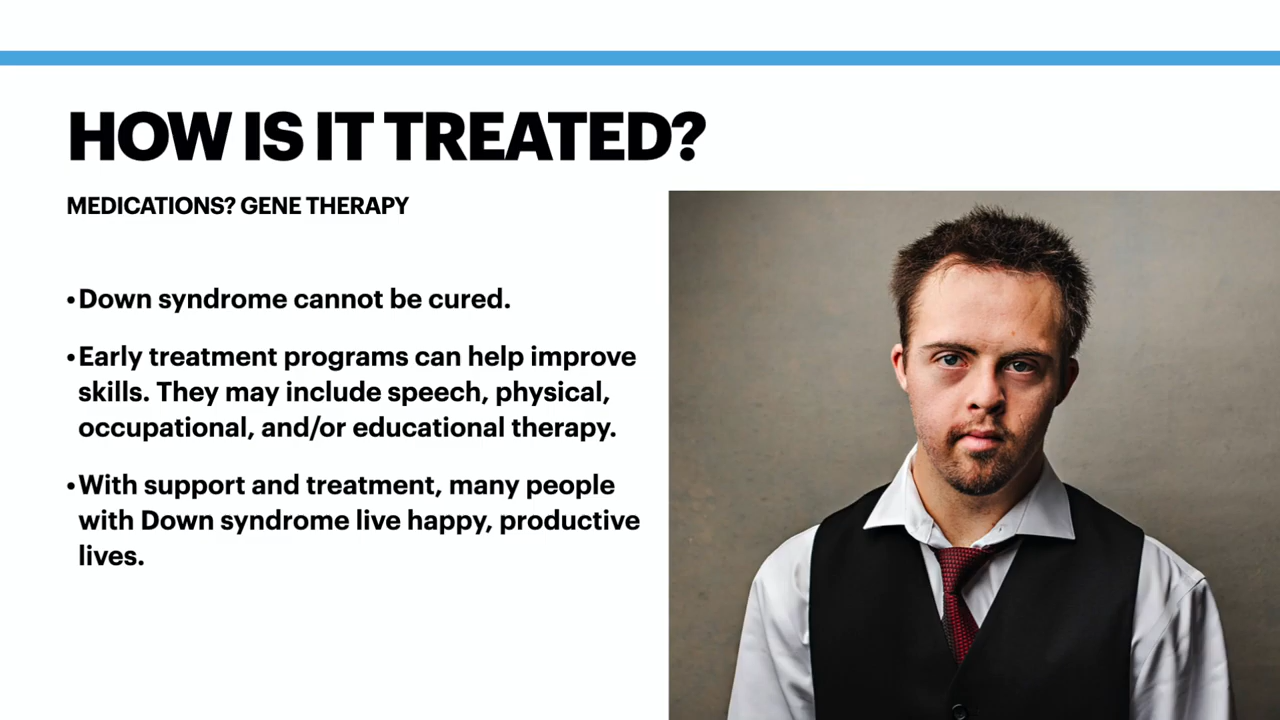 HOW IS IT TREATED?
MEDICATIONS? GENE THERAPY
•Down syndrome cannot be cured.
•Early treatment programs can help improve
skills. They may include speech, physical,
occupational, and/or educational therapy.
•With support and treatment, many people
with Down syndrome live happy, productive
lives.